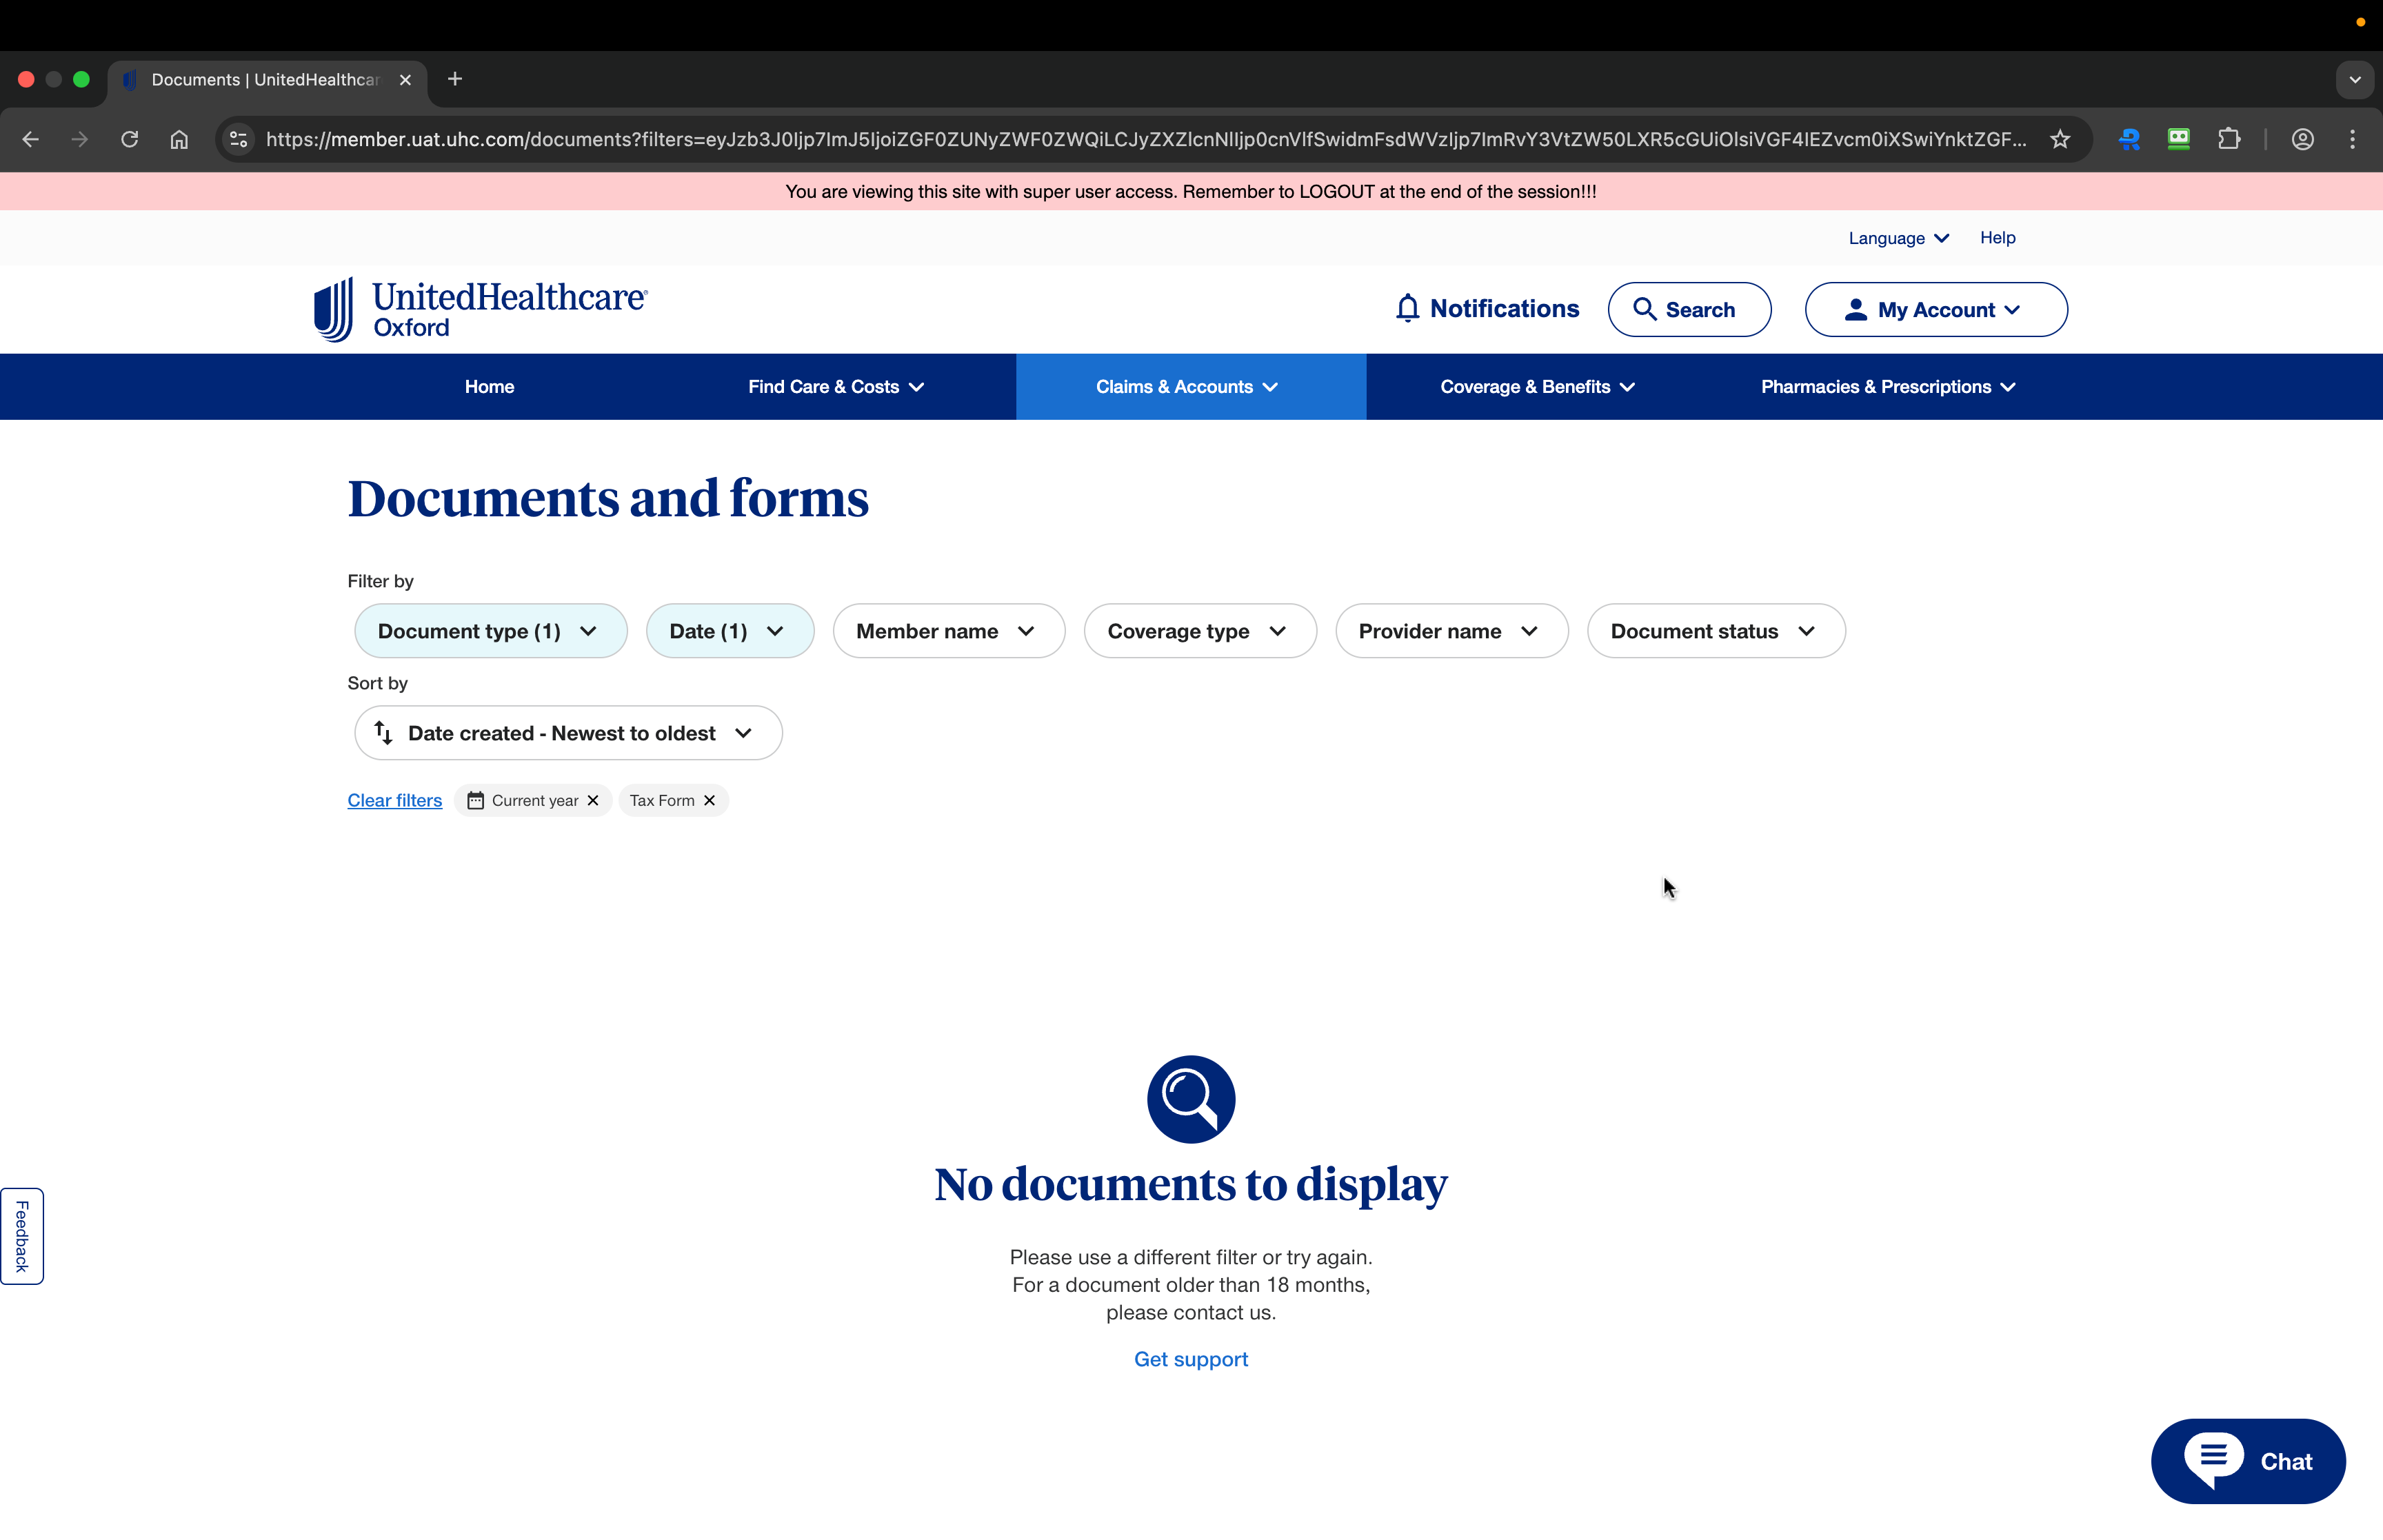 Documents | UnitedHealthcar
https://member.uat.uhc.com/documents?filters=
You are viewing this site with super user access. Remember to LOGOUT at the end of the session!!!
Language Help
UnitedHealthcare®
Oxford
Notifications Search My Account
Home Find Care & Costs Claims & Accounts Coverage & Benefits Pharmacies & Prescriptions
Documents and forms
Filter by
Document type (1) Date (1) Member name Coverage type Provider name Document status
Sort by
Date created - Newest to oldest
Clear filters Current year Tax Form
No documents to display
Please use a different filter or try again.
For a document older than 18 months,
please contact us.
Get support
Feedback
Chat